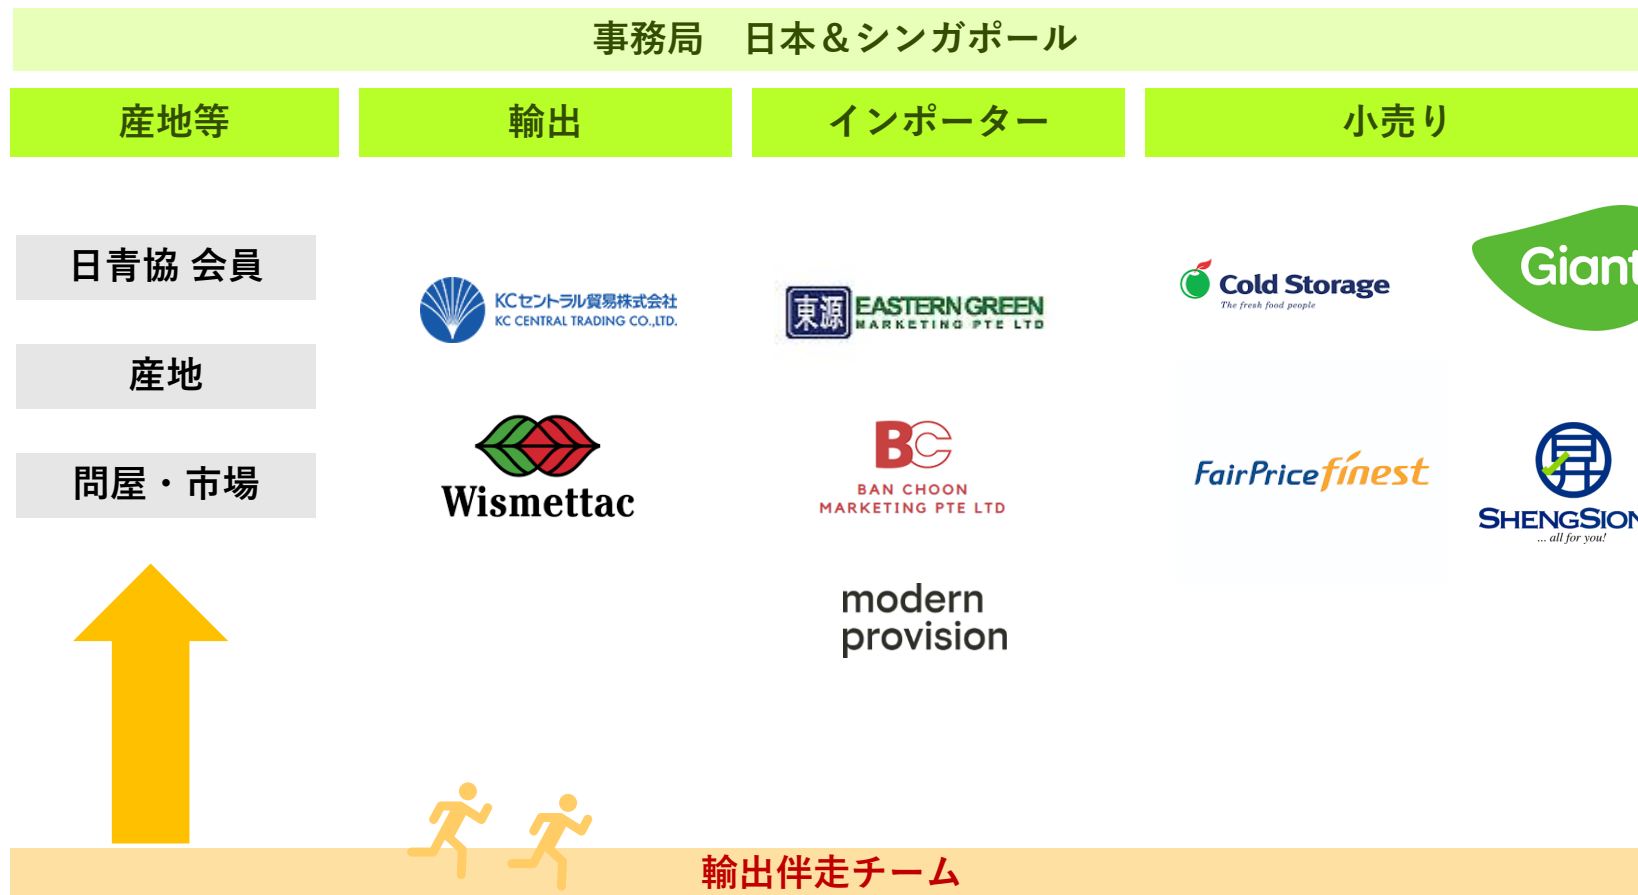 事務局　日本＆シンガポール
産地等
輸出
インポーター
小売り
日青協 会員
産地
問屋・市場
KCセントラル貿易株式会社
KC CENTRAL TRADING CO.,LTD.
Wismettac
東源
EASTERN GREEN
MARKETING PTE LTD
BC
BAN CHOON
MARKETING PTE LTD
modern
provision
Cold Storage
The fresh food people
Giant
FairPrice finest
昇
SHENGSION
... all for you!
輸出伴走チーム